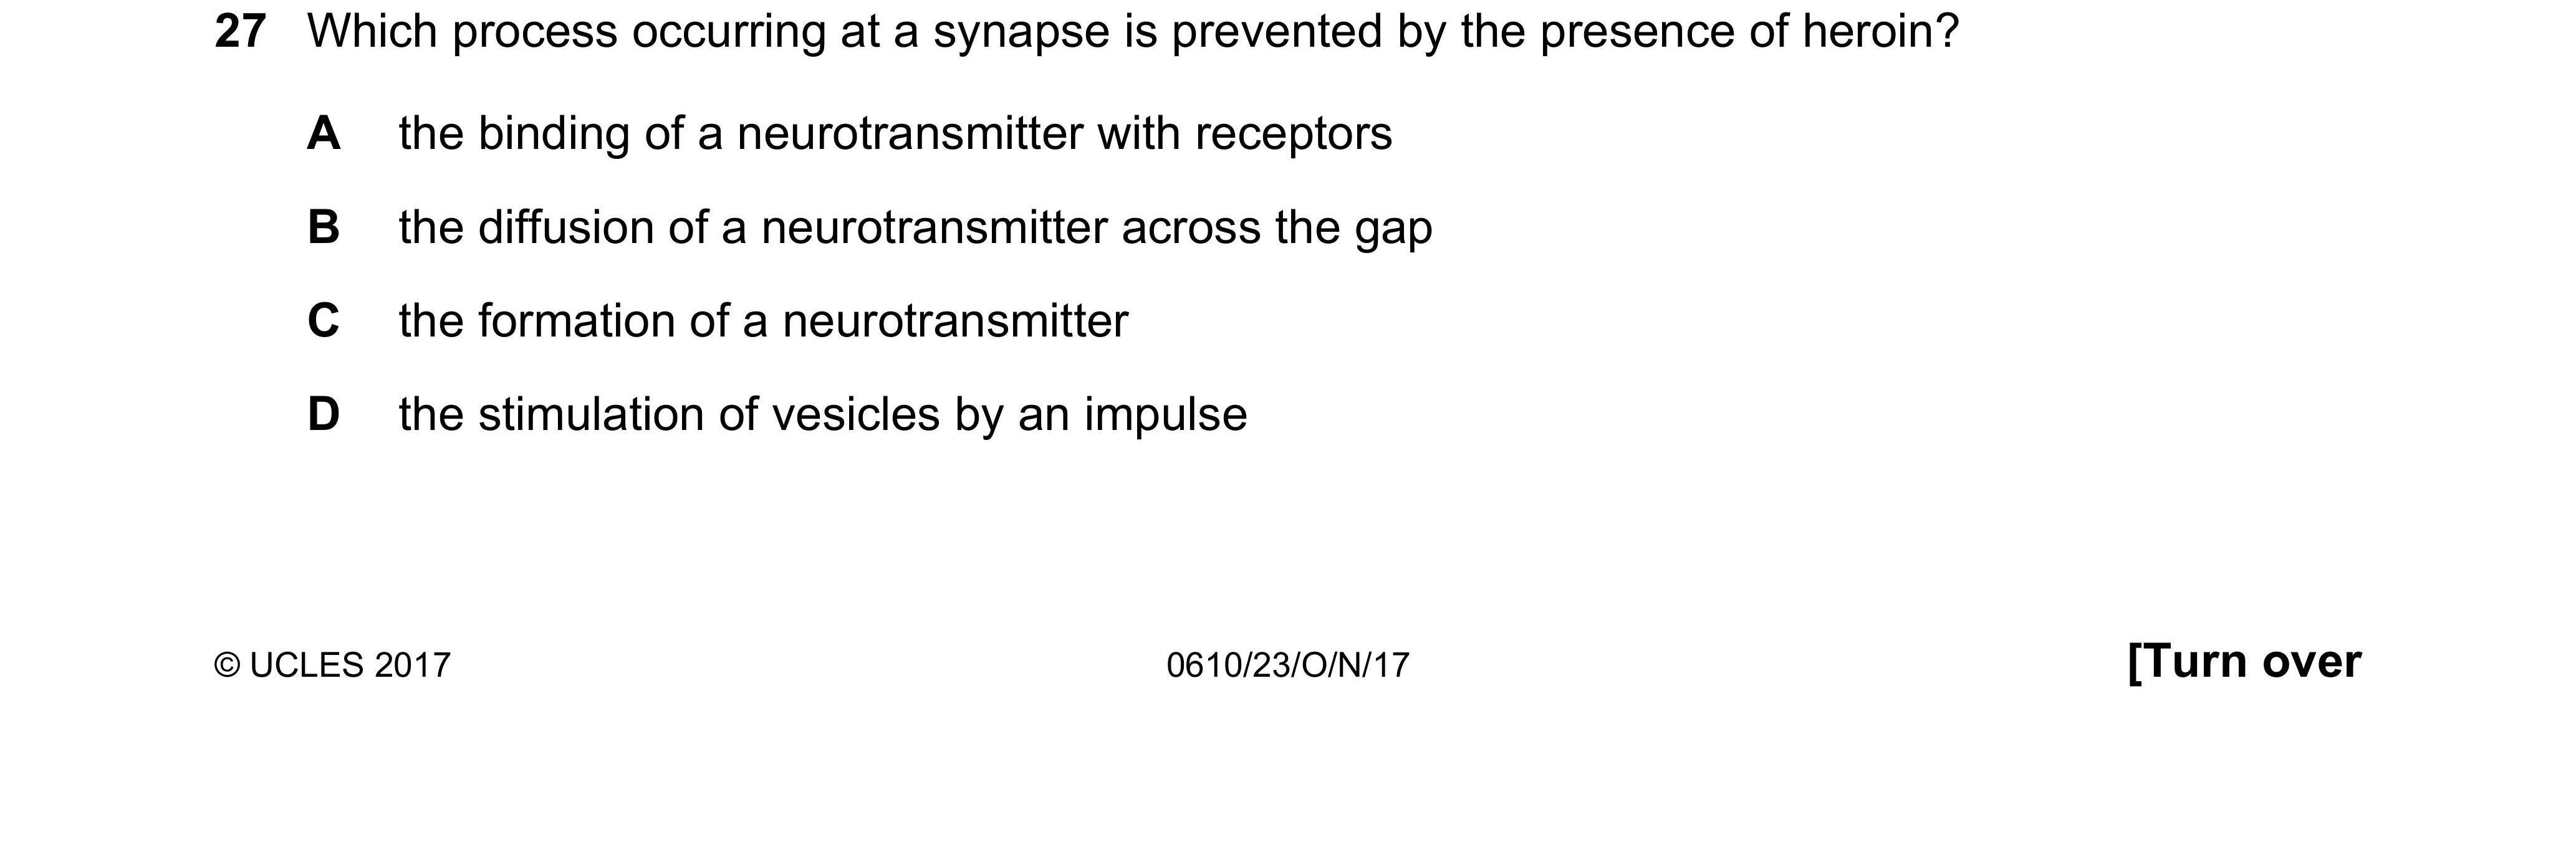 27 Which process occurring at a synapse is prevented by the presence of heroin?
A the binding of a neurotransmitter with receptors
B the diffusion of a neurotransmitter across the gap
C the formation of a neurotransmitter
D the stimulation of vesicles by an impulse
© UCLES 2017 0610/23/O/N/17 [Turn over